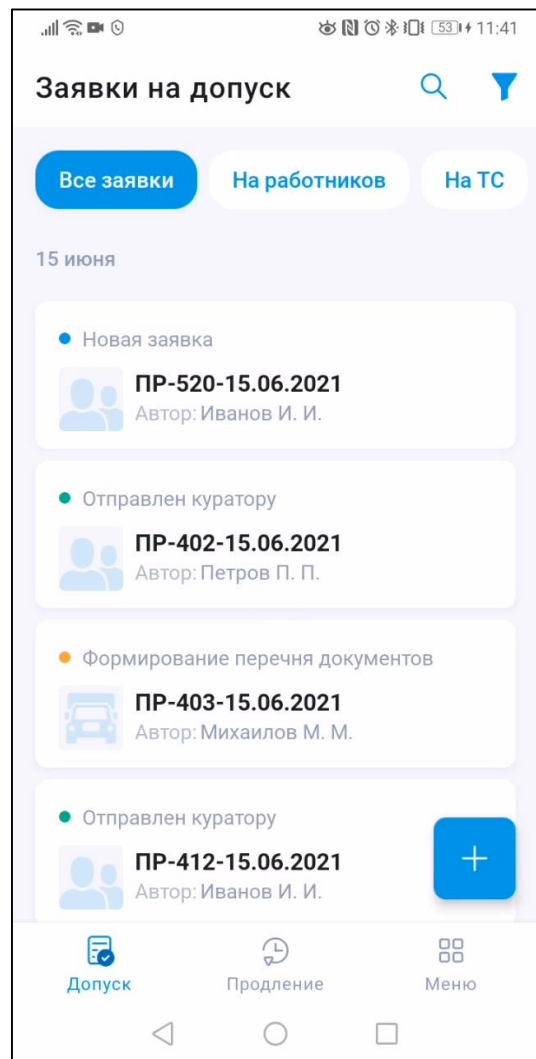 53 11:41
Заявки на допуск
Все заявки На работников На ТС
15 июня
Новая заявка
ПР-520-15.06.2021
Автор: Иванов И. И.
Отправлен куратору
ПР-402-15.06.2021
Автор: Петров П. П.
Формирование перечня документов
ПР-403-15.06.2021
Автор: Михаилов М. М.
Отправлен куратору
ПР-412-15.06.2021
Автор: Иванов И. И.
Допуск Продление Меню